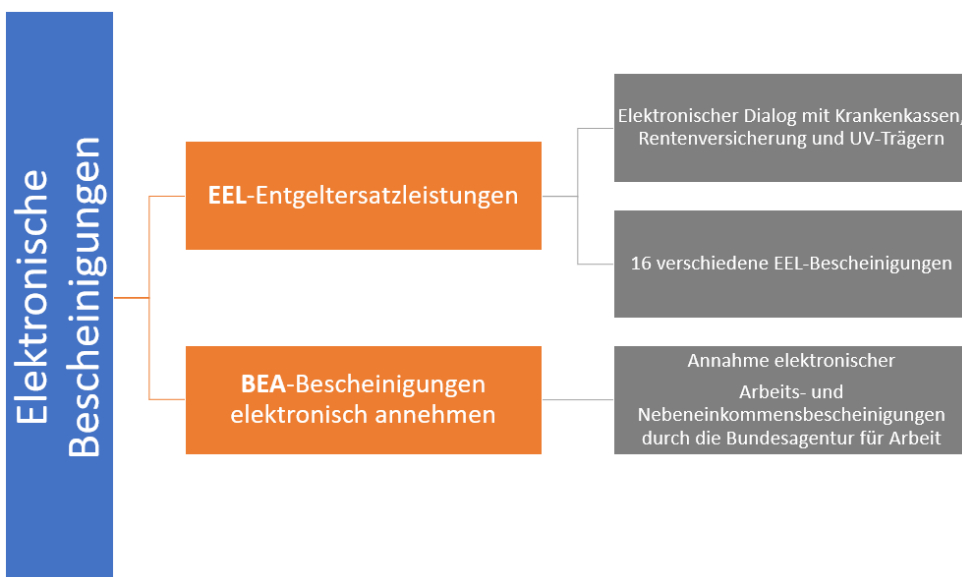 Elektronische
Bescheinigungen
EEL-Entgeltersatzleistungen
Elektronischer Dialog mit Krankenkassen,
Rentenversicherung und UV-Trägern
16 verschiedene EEL-Bescheinigungen
BEA-Bescheinigungen
elektronisch annehmen
Annahme elektronischer
Arbeits- und
Nebeneinkommensbescheinigungen
durch die Bundesagentur für Arbeit